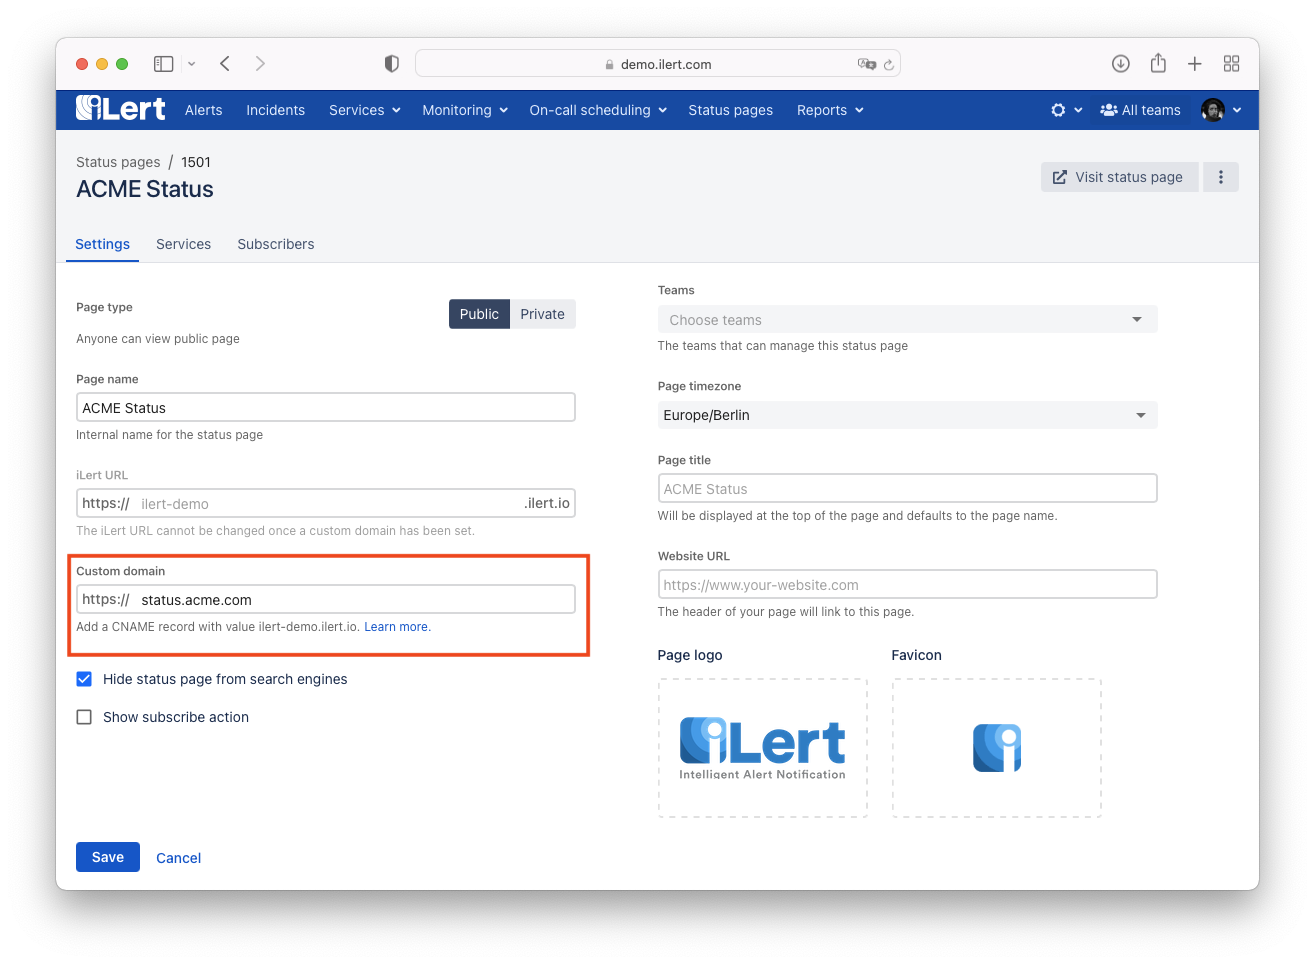 demo.ilert.com
iLert Alerts Incidents Services Monitoring On-call scheduling Status pages Reports All teams
Status pages / 1501
ACME Status
Visit status page
Settings Services Subscribers
Page type
Public Private
Anyone can view public page
Page name
ACME Status
Internal name for the status page
iLert URL
https:// ilert-demo .ilert.io
The iLert URL cannot be changed once a custom domain has been set.
Custom domain
https:// status.acme.com
Add a CNAME record with value ilert-demo.ilert.io. Learn more.
Hide status page from search engines
Show subscribe action
Teams
Choose teams
The teams that can manage this status page
Page timezone
Europe/Berlin
Page title
ACME Status
Will be displayed at the top of the page and defaults to the page name.
Website URL
https://www.your-website.com
The header of your page will link to this page.
Page logo
iLert
Intelligent Alert Notification
Favicon
i
Save Cancel